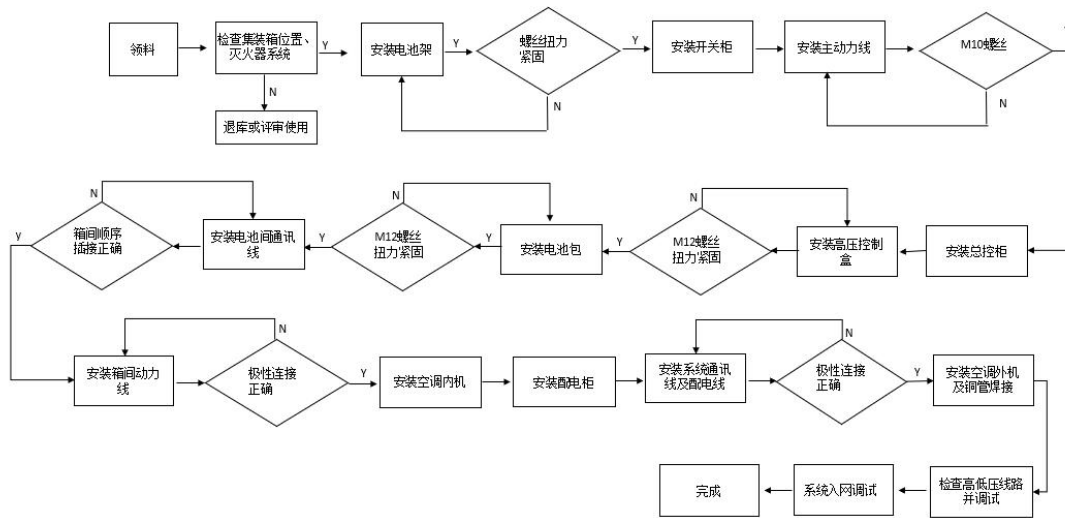 领料
检查集装箱位置、
灭火器系统
Y
N
退库或评审使用
安装电池架
Y
螺丝扭力
紧固
Y
N
安装开关柜
安装主动力线
M10螺丝
N
安装总控柜
安装高压控制
盒
N
M12螺丝
扭力紧固
Y
安装电池包
N
Y
M12螺丝
扭力紧固
Y
安装电池间通讯
线
N
箱间顺序
插接正确
y
安装箱间动力
线
N
极性连接
正确
Y
安装空调内机
安装配电柜
安装系统通讯
线及配电线
N
极性连接
正确
Y
安装空调外机
及铜管焊接
检查高低压线路
并调试
系统入网调试
完成